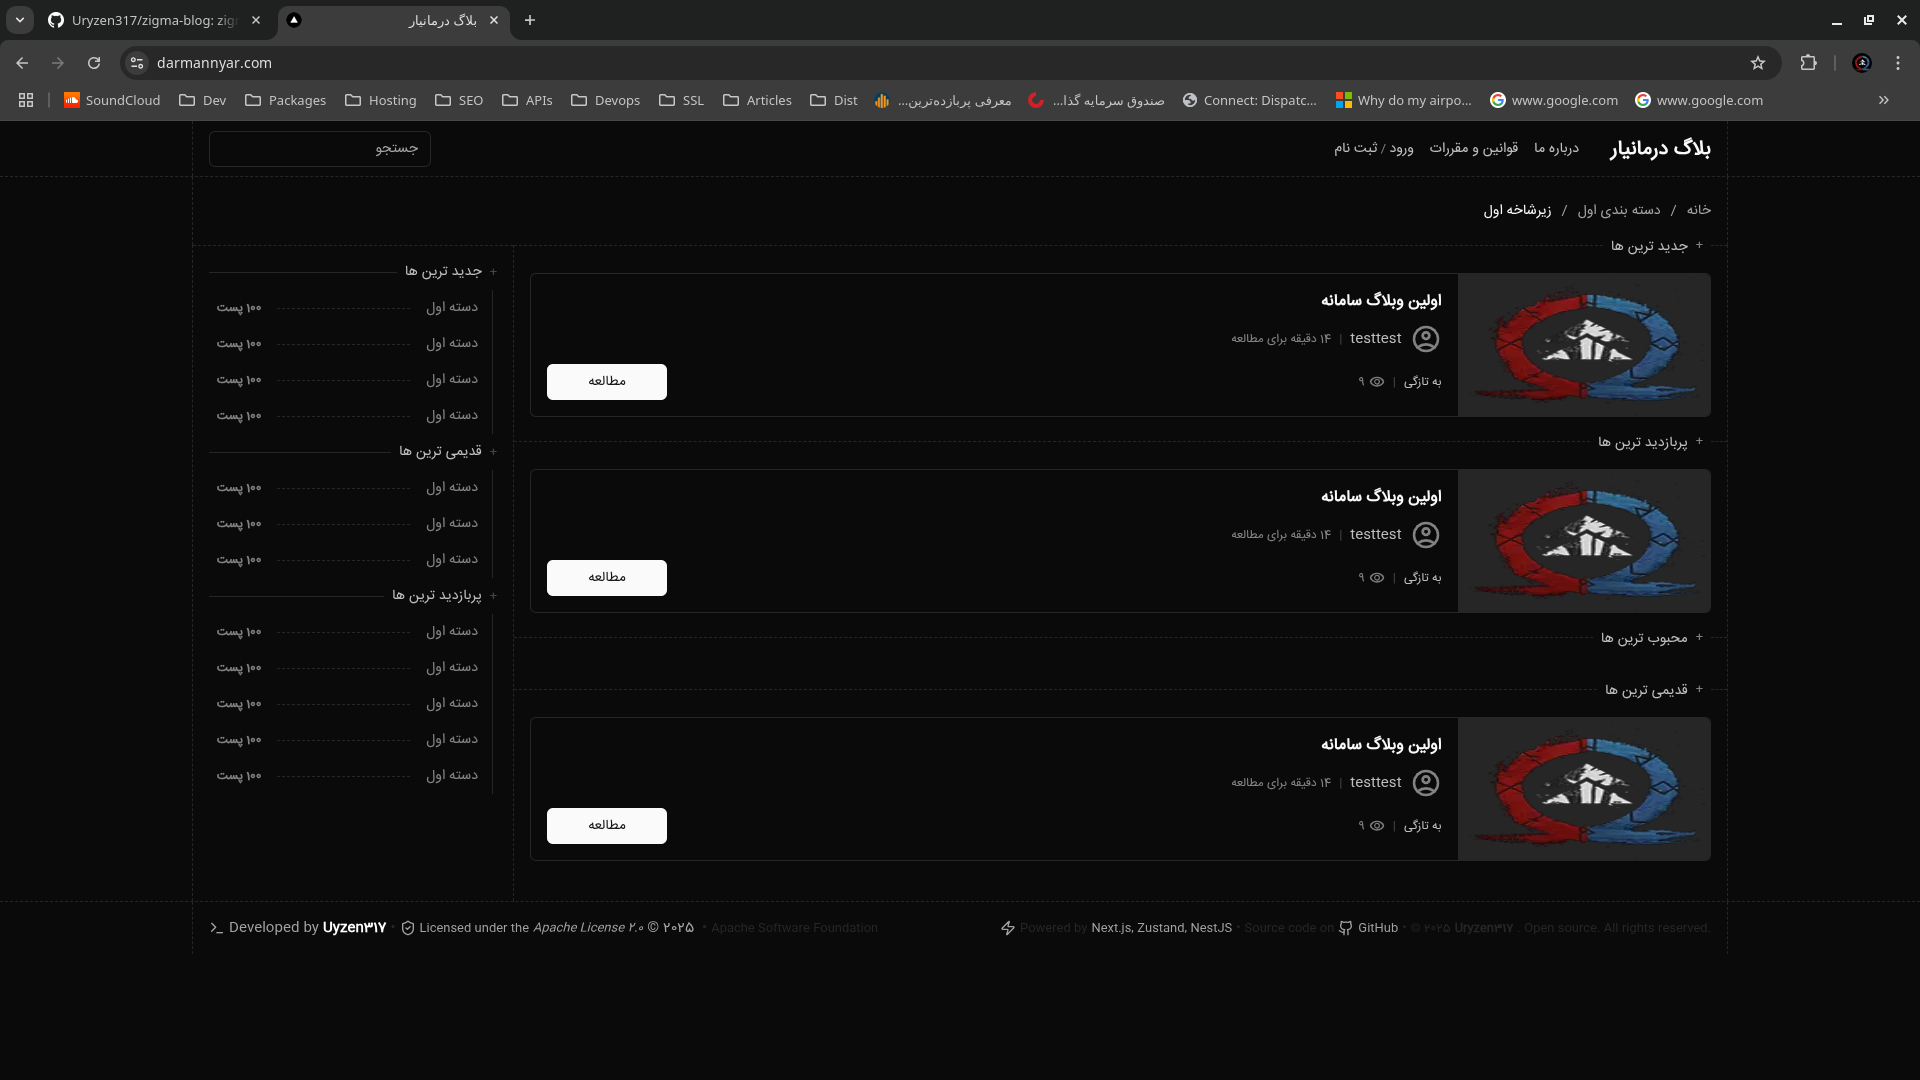 Uryzen317/zigma-blog: zig
بلاگ درمانیار
darmannyar.com
SoundCloud
Dev
Packages
Hosting
SEO
APIs
Devops
SSL
Articles
Dist
معرفی پربازده‌ترین...
صندوق سرمایه گذا...
Connect: Dispatc...
Why do my airpo...
www.google.com
www.google.com
بلاگ درمانیار
درباره ما
قوانین و مقررات
ورود / ثبت نام
جستجو
خانه / دسته بندی اول / زیرشاخه اول
+ جدید ترین ها
اولین وبلاگ سامانه
testtest | ۱۴ دقیقه برای مطالعه
به تازگی | ۹
مطالعه
+ پربازدید ترین ها
اولین وبلاگ سامانه
testtest | ۱۴ دقیقه برای مطالعه
به تازگی | ۹
مطالعه
+ محبوب ترین ها
+ قدیمی ترین ها
اولین وبلاگ سامانه
testtest | ۱۴ دقیقه برای مطالعه
به تازگی | ۹
مطالعه
+ جدید ترین ها
دسته اول ۱۰۰ پست
دسته اول ۱۰۰ پست
دسته اول ۱۰۰ پست
دسته اول ۱۰۰ پست
+ قدیمی ترین ها
دسته اول ۱۰۰ پست
دسته اول ۱۰۰ پست
دسته اول ۱۰۰ پست
+ پربازدید ترین ها
دسته اول ۱۰۰ پست
دسته اول ۱۰۰ پست
دسته اول ۱۰۰ پست
دسته اول ۱۰۰ پست
دسته اول ۱۰۰ پست
Developed by Uyzen۳۱۷ • Licensed under the Apache License ۲.۰ © ۲۰۲۵ • Apache Software Foundation
Powered by Next.js, Zustand, NestJS • Source code on GitHub • © ۲۰۲۵ Uryzen۳۱۷ . Open source. All rights reserved.